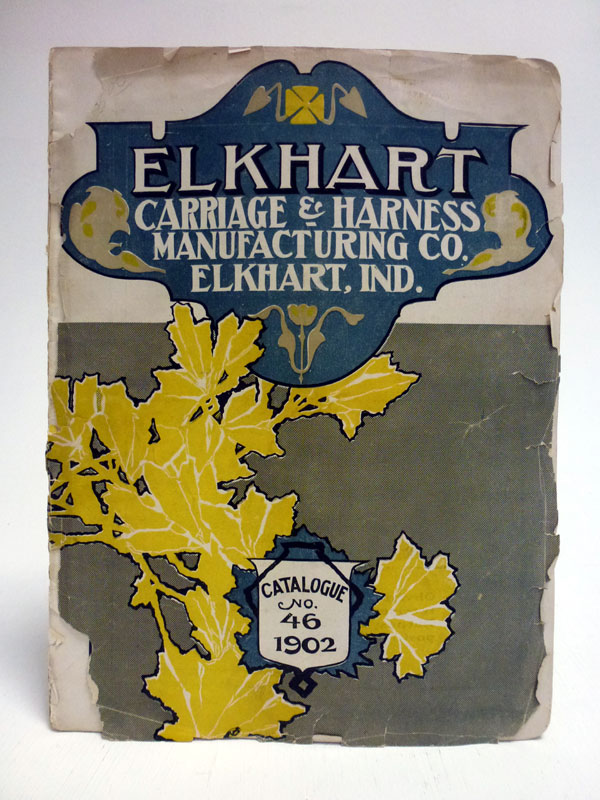 ELKHART
CARRIAGE & HARNESS
MANUFACTURING CO.
ELKHART, IND.
CATALOGUE
NO.
46
1902